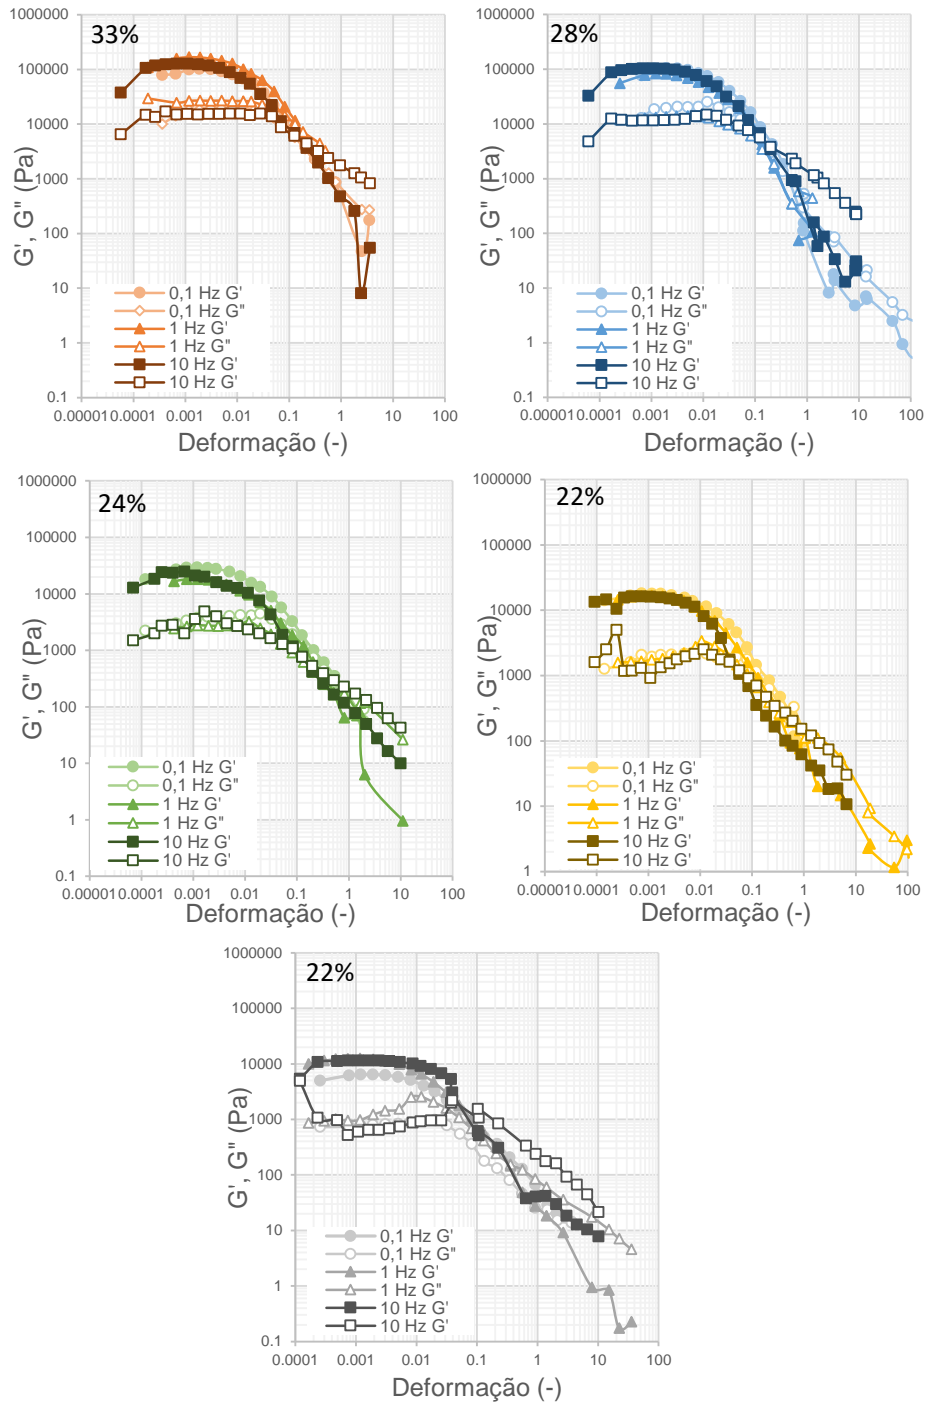 33%
1000000
100000
10000
1000
100
10
1
0.1
G', G" (Pa)
0,1 Hz G'
0,1 Hz G"
1 Hz G'
1 Hz G"
10 Hz G'
10 Hz G'
0.00001 0.0001 0.001 0.01 0.1 1 10 100
Deformação (-)
28%
1000000
100000
10000
1000
100
10
1
0.1
G', G" (Pa)
0,1 Hz G'
0,1 Hz G"
1 Hz G'
1 Hz G"
10 Hz G'
10 Hz G'
0.00001 0.0001 0.001 0.01 0.1 1 10 100
Deformação (-)
24%
1000000
100000
10000
1000
100
10
1
0.1
G', G" (Pa)
0,1 Hz G'
0,1 Hz G"
1 Hz G'
1 Hz G"
10 Hz G'
10 Hz G'
0.00001 0.0001 0.001 0.01 0.1 1 10 100
Deformação (-)
22%
1000000
100000
10000
1000
100
10
1
G', G" (Pa)
0,1 Hz G'
0,1 Hz G"
1 Hz G'
1 Hz G"
10 Hz G'
10 Hz G'
0.00001 0.0001 0.001 0.01 0.1 1 10 100
Deformação (-)
22%
1000000
100000
10000
1000
100
10
1
0.1
G', G" (Pa)
0,1 Hz G'
0,1 Hz G"
1 Hz G'
1 Hz G"
10 Hz G'
10 Hz G'
0.0001 0.001 0.01 0.1 1 10 100
Deformação (-)